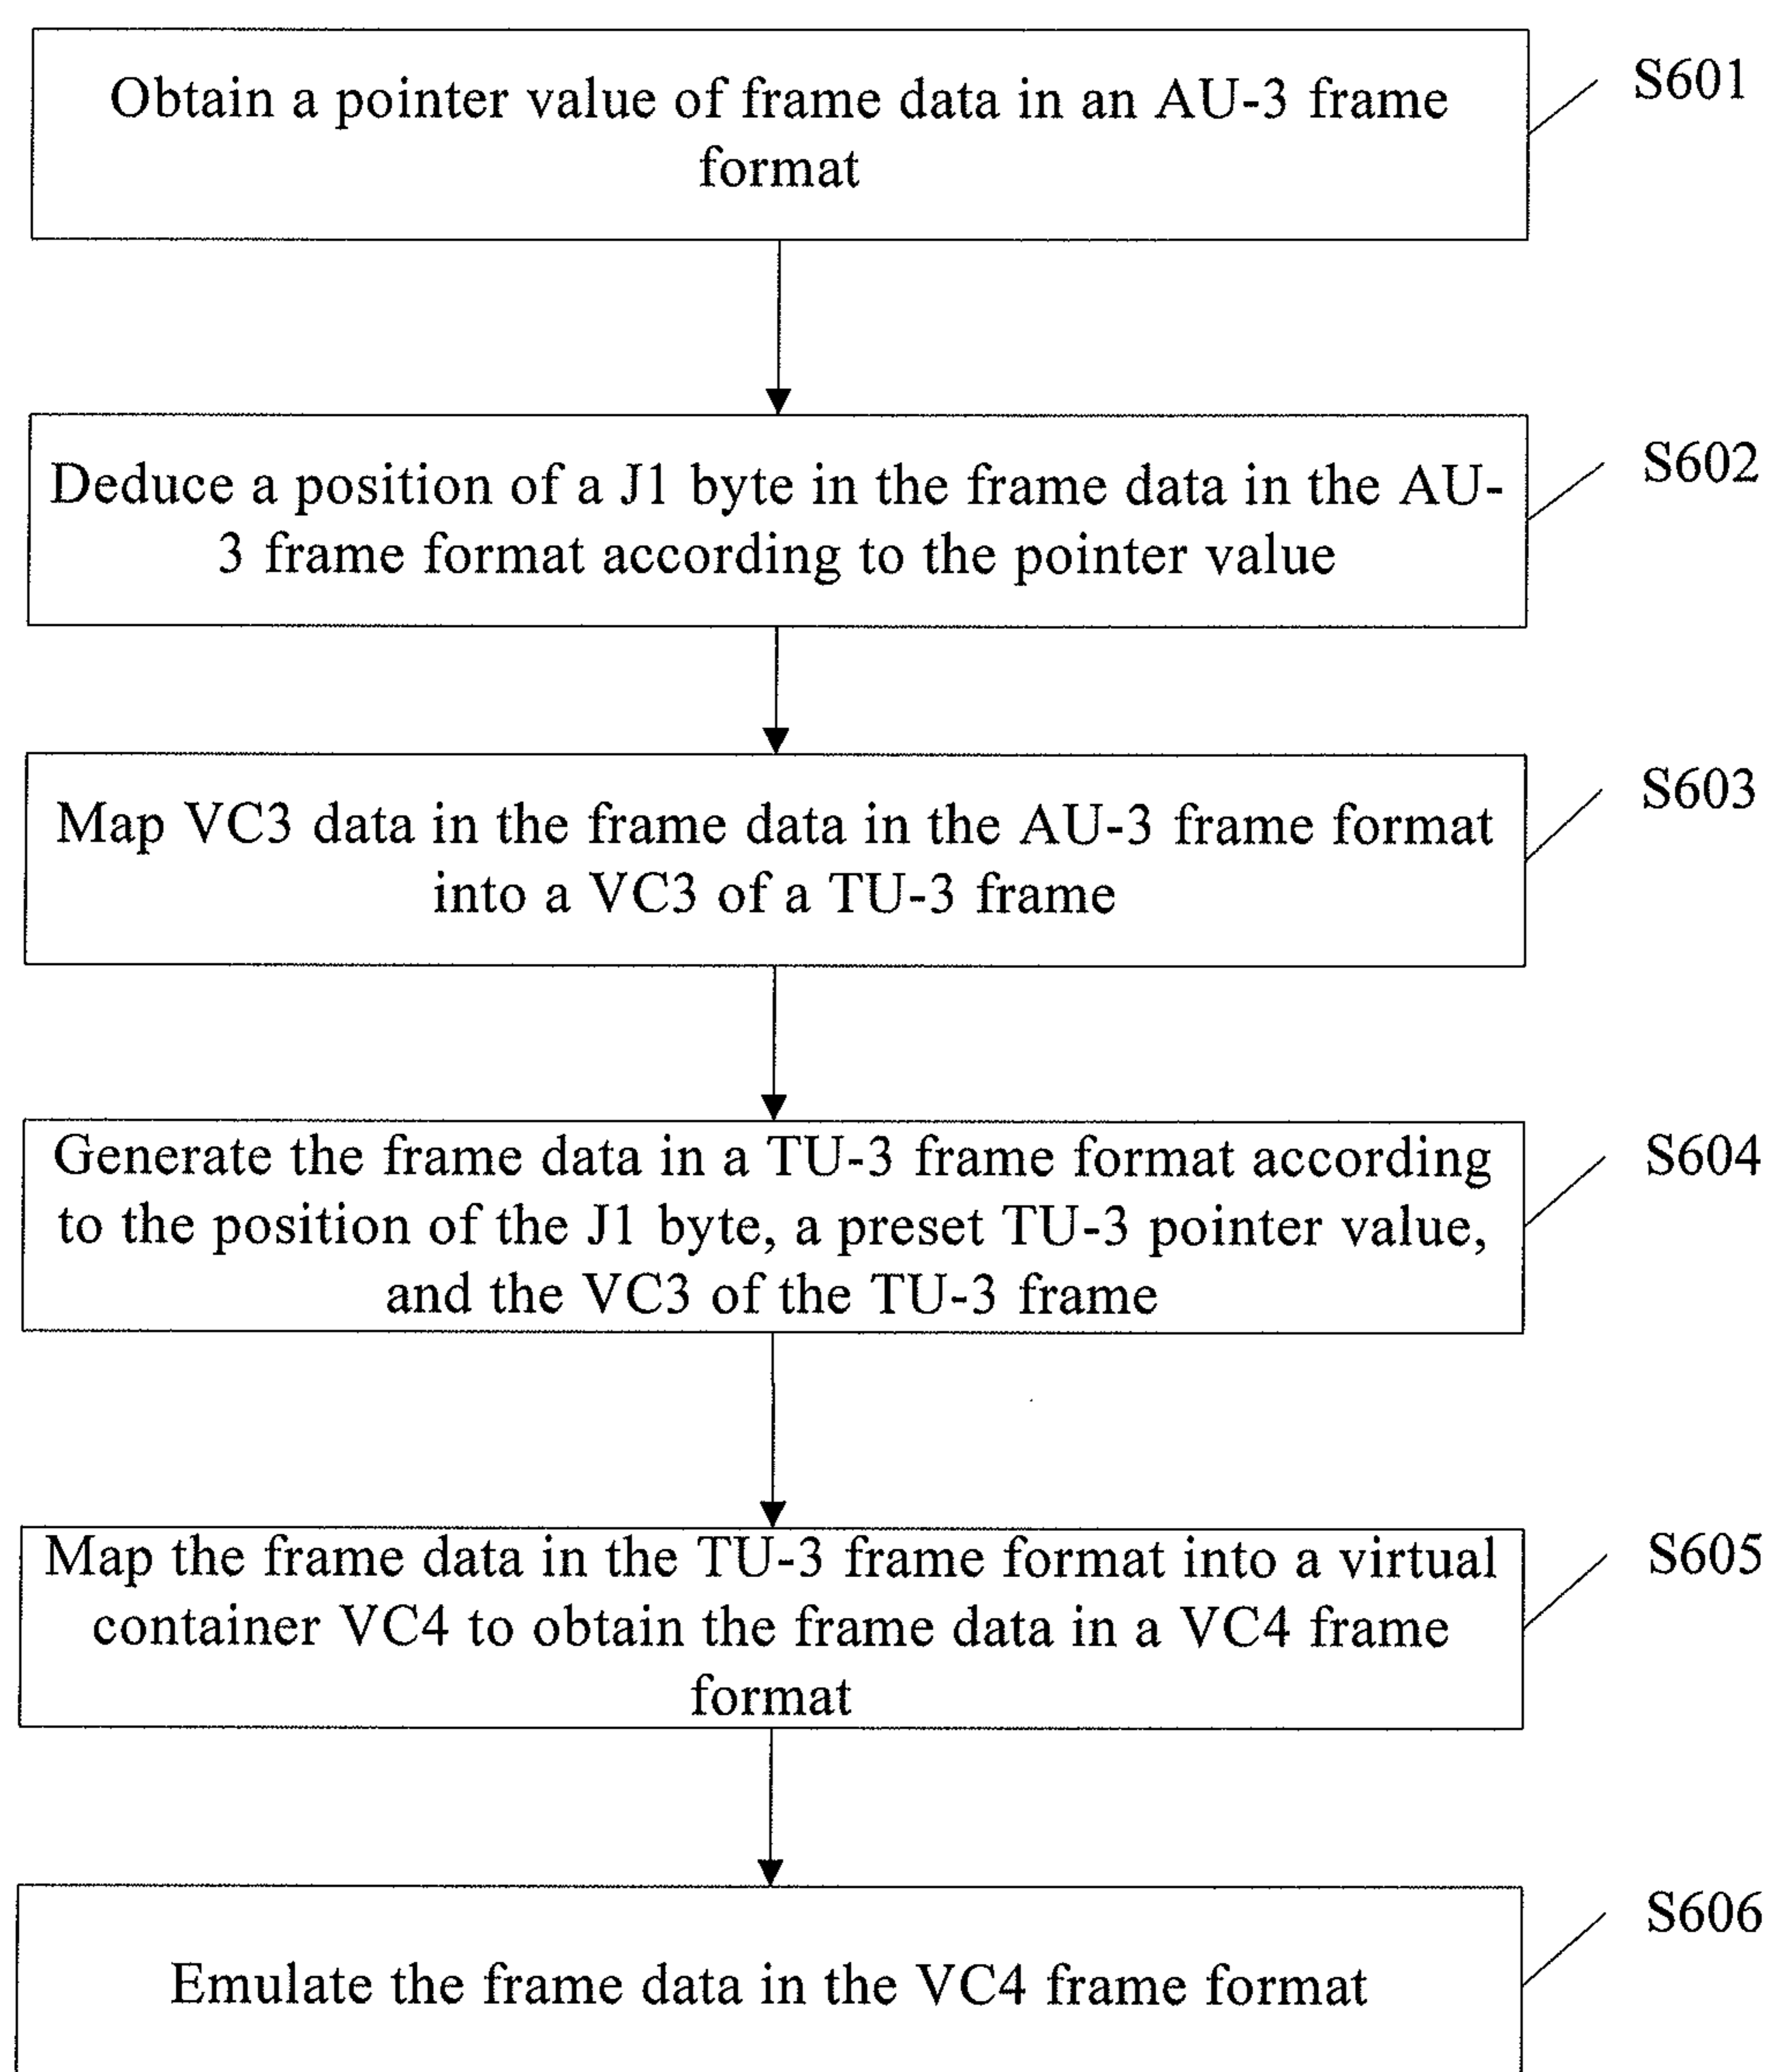 Obtain a pointer value of frame data in an AU-3 frame
format
S601
Deduce a position of a J1 byte in the frame data in the AU-
3 frame format according to the pointer value
S602
Map VC3 data in the frame data in the AU-3 frame format
into a VC3 of a TU-3 frame
S603
Generate the frame data in a TU-3 frame format according
to the position of the J1 byte, a preset TU-3 pointer value,
and the VC3 of the TU-3 frame
S604
Map the frame data in the TU-3 frame format into a virtual
container VC4 to obtain the frame data in a VC4 frame
format
S605
Emulate the frame data in the VC4 frame format
S606